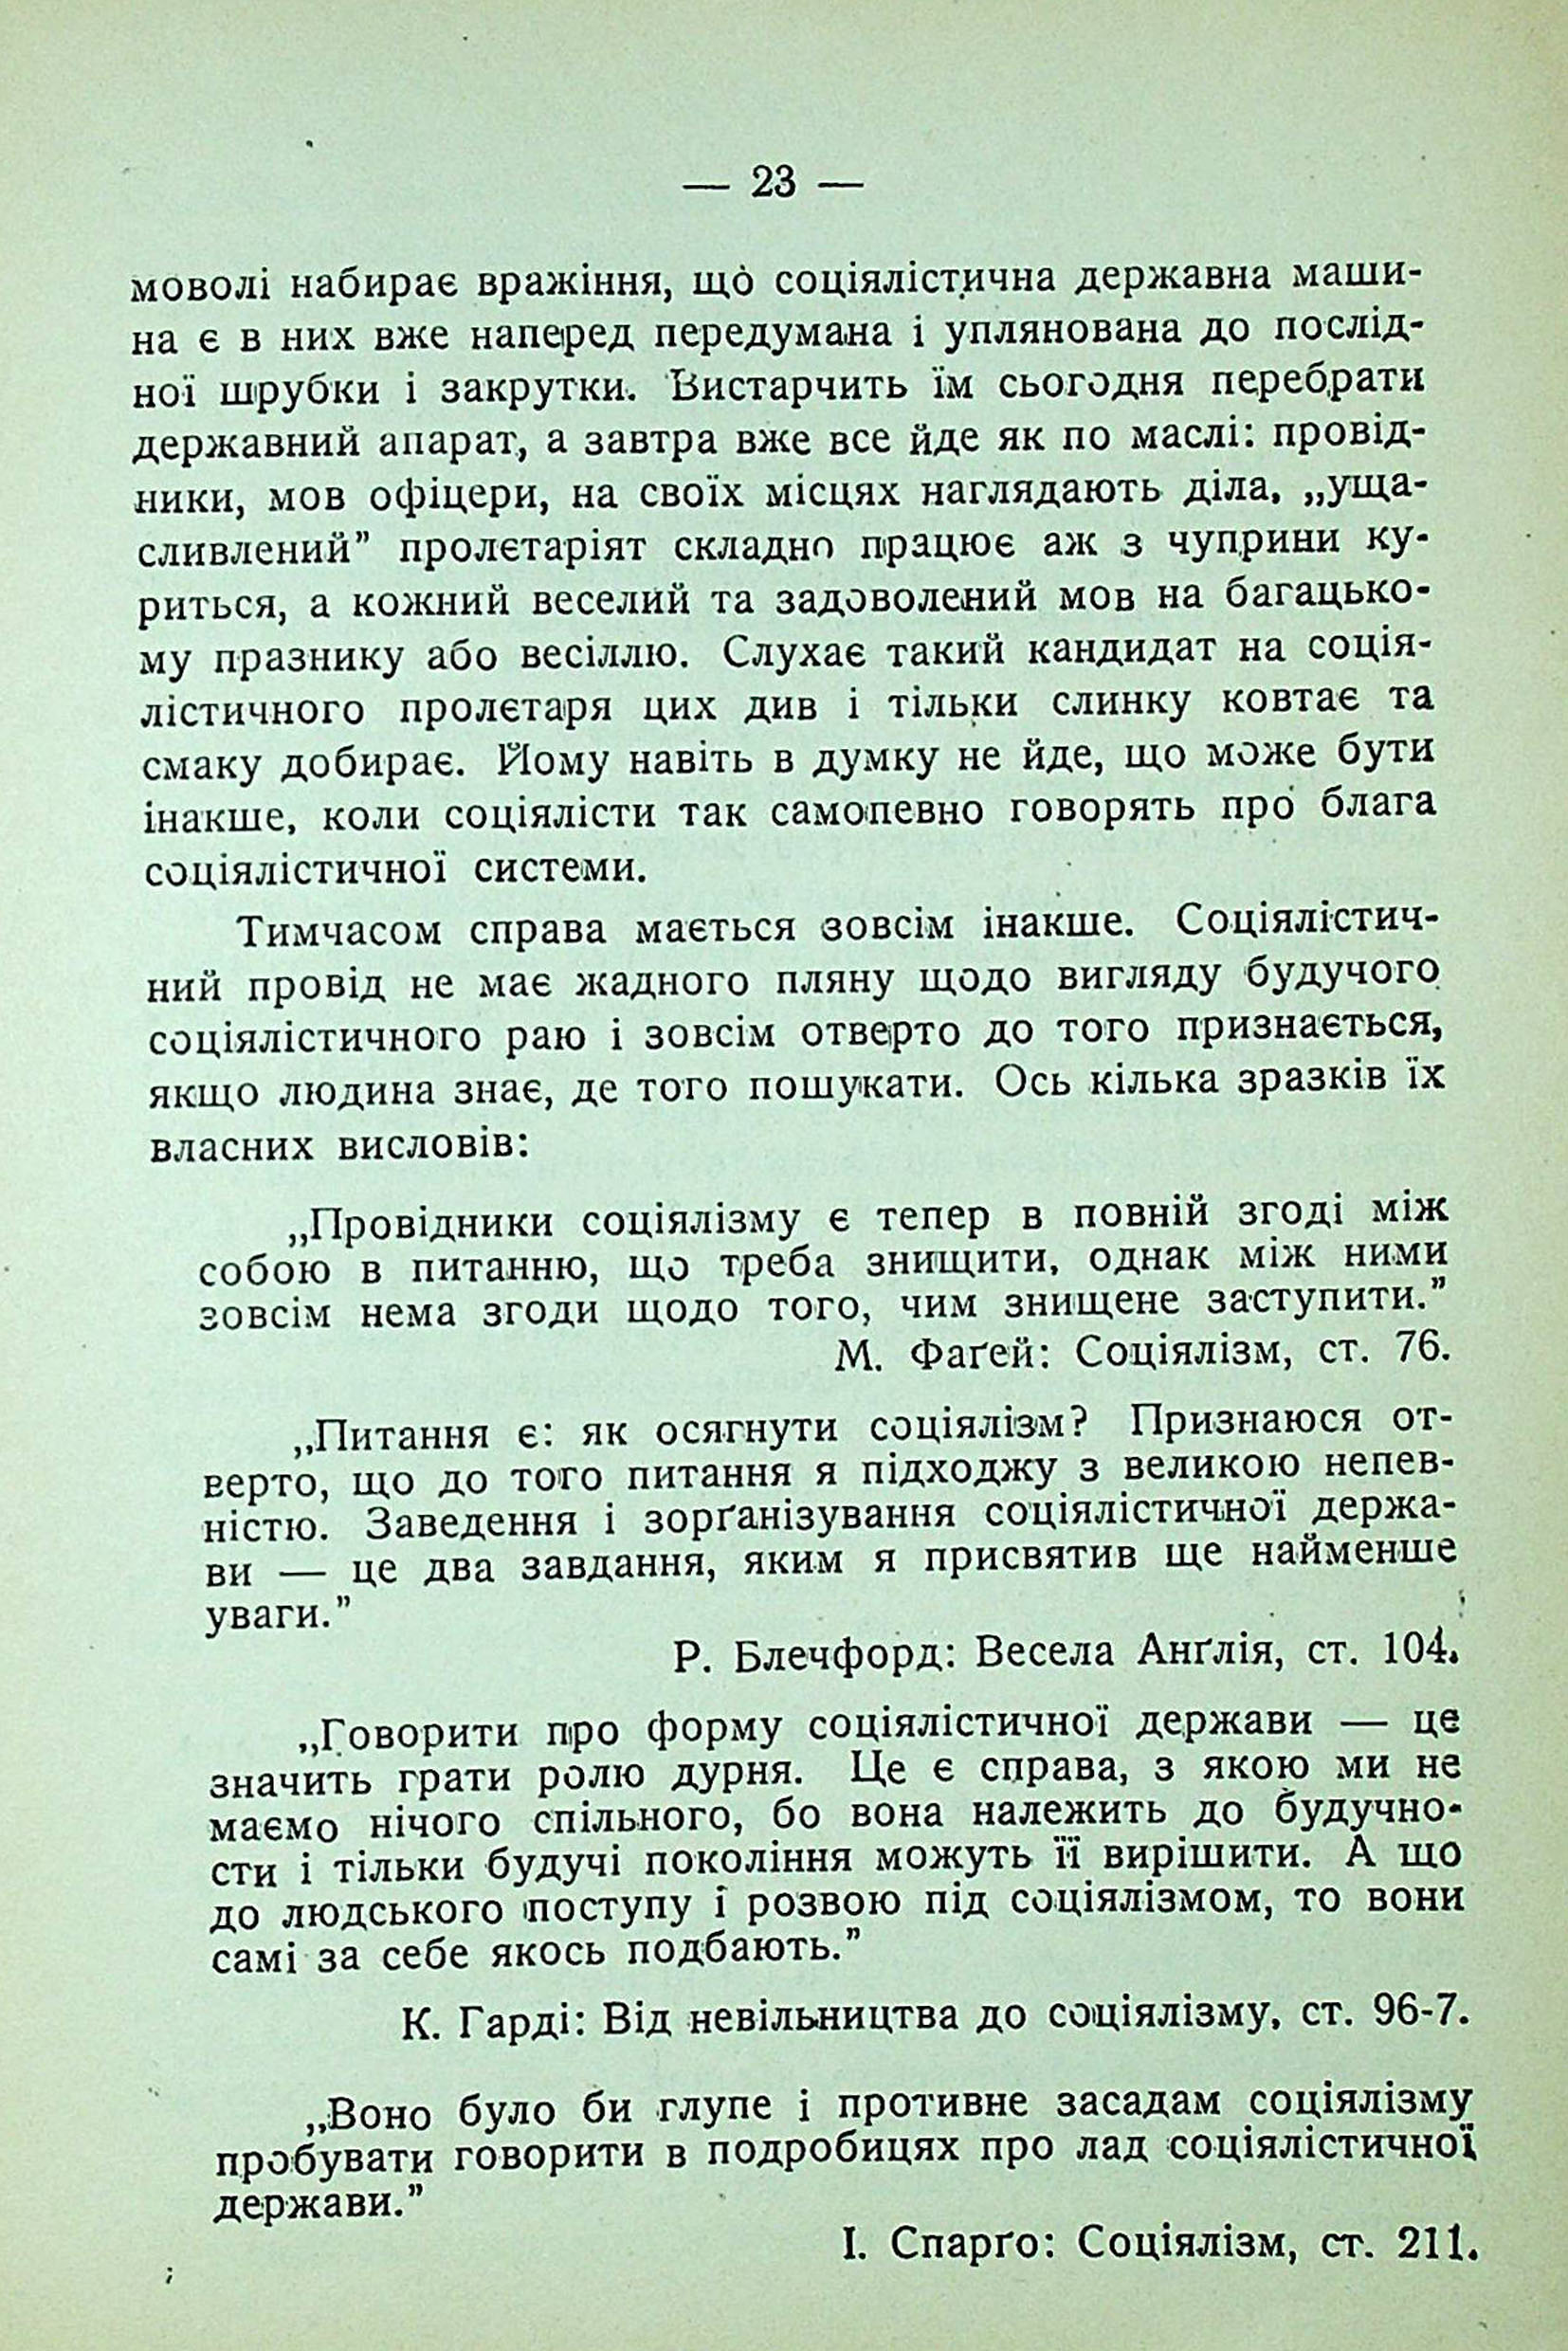 — 23 —
моволі набирає вражіння, що соціялістична державна маши-
на є в них вже наперед передумана і уплянована до послід-
ної шрубки і закрутки. Вистарчить їм сьогодня перебрати
державний апарат, а завтра вже все йде як по маслі: провід-
ники, мов офіцери, на своїх місцях наглядають діла, „уща-
сливлений” пролєтаріят складно працює аж з чуприни ку-
риться, а кожний веселий та задоволений мов на багацько-
му празнику або весіллю. Слухає такий кандидат на соція-
лістичного пролєтаря цих див і тільки слинку ковтає та
смаку добирає. Йому навіть в думку не йде, що може бути
інакше, коли соціялісти так самопевно говорять про блага
соціялістичної системи.
Тимчасом справа мається зовсім інакше. Соціялістич-
ний провід не має жадного пляну щодо вигляду будучого
соціялістичного раю і зовсім отверто до того признається,
якщо людина знає, де того пошукати. Ось кілька зразків їх
власних висловів:
„Провідники соціялізму є тепер в повній згоді між
собою в питанню, що треба знищити, однак між ними
зовсім нема згоди щодо того, чим знищене заступити.”
М. Фаґей: Соціялізм, ст. 76.
„Питання є: як осягнути соціялізм? Признаюся от-
верто, що до того питання я підходжу з великою непев-
ністю. Заведення і зорґанізування соціялістичної держа-
ви — це два завдання, яким я присвятив ще найменше
уваги.”
Р. Блечфорд: Весела Анґлія, ст. 104.
„Говорити про форму соціялістичної держави — це
значить грати ролю дурня. Це є справа, з якою ми не
маємо нічого спільного, бо вона належить до будучно-
сти і тільки будучі покоління можуть її вирішити. А що
до людського поступу і розвою під соціялізмом, то вони
самі за себе якось подбають.”
К. Гарді: Від невільництва до соціялізму, ст. 96-7.
„Воно було би глупе і противне засадам соціялізму
пробувати говорити в подробицях про лад соціялістичної
держави.”
І. Спарґо: Соціялізм, ст. 211.